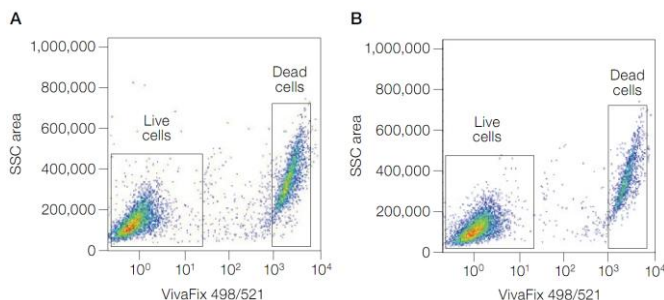 A
1,000,000
800,000
600,000
400,000
200,000
0
SSC area
Live
cells
Dead
cells
10⁰ 10¹ 10² 10³ 10⁴
VivaFix 498/521
B
1,000,000
800,000
600,000
400,000
200,000
0
SSC area
Live
cells
Dead
cells
10⁰ 10¹ 10² 10³ 10⁴
VivaFix 498/521